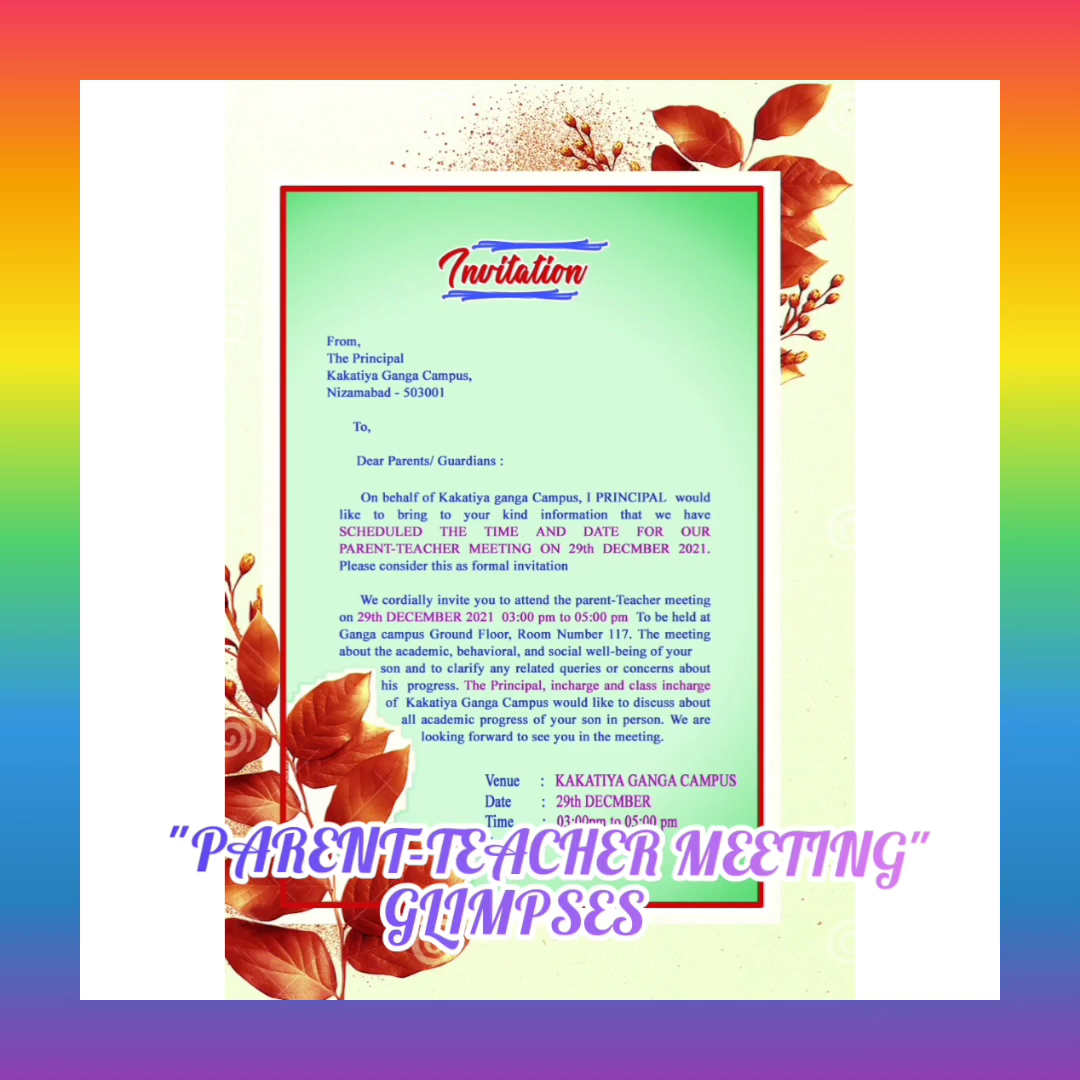 Invitation
From,
The Principal
Kakatiya Ganga Campus,
Nizamabad - 503001
To,
Dear Parents/ Guardians :
On behalf of Kakatiya ganga Campus, I PRINCIPAL would
like to bring to your kind information that we have
SCHEDULED THE TIME AND DATE FOR OUR
PARENT-TEACHER MEETING ON 29th DECMBER 2021.
Please consider this as formal invitation
We cordially invite you to attend the parent-Teacher meeting
on 29th DECEMBER 2021 03:00 pm to 05:00 pm To be held at
Ganga campus Ground Floor, Room Number 117. The meeting
about the academic, behavioral, and social well-being of your
son and to clarify any related queries or concerns about
his progress. The Principal, incharge and class incharge
of Kakatiya Ganga Campus would like to discuss about
all academic progress of your son in person. We are
looking forward to see you in the meeting.
Venue : KAKATIYA GANGA CAMPUS
Date : 29th DECMBER
Time : 03:00pm to 05:00 pm
"PARENT-TEACHER MEETING"
GLIMPSES